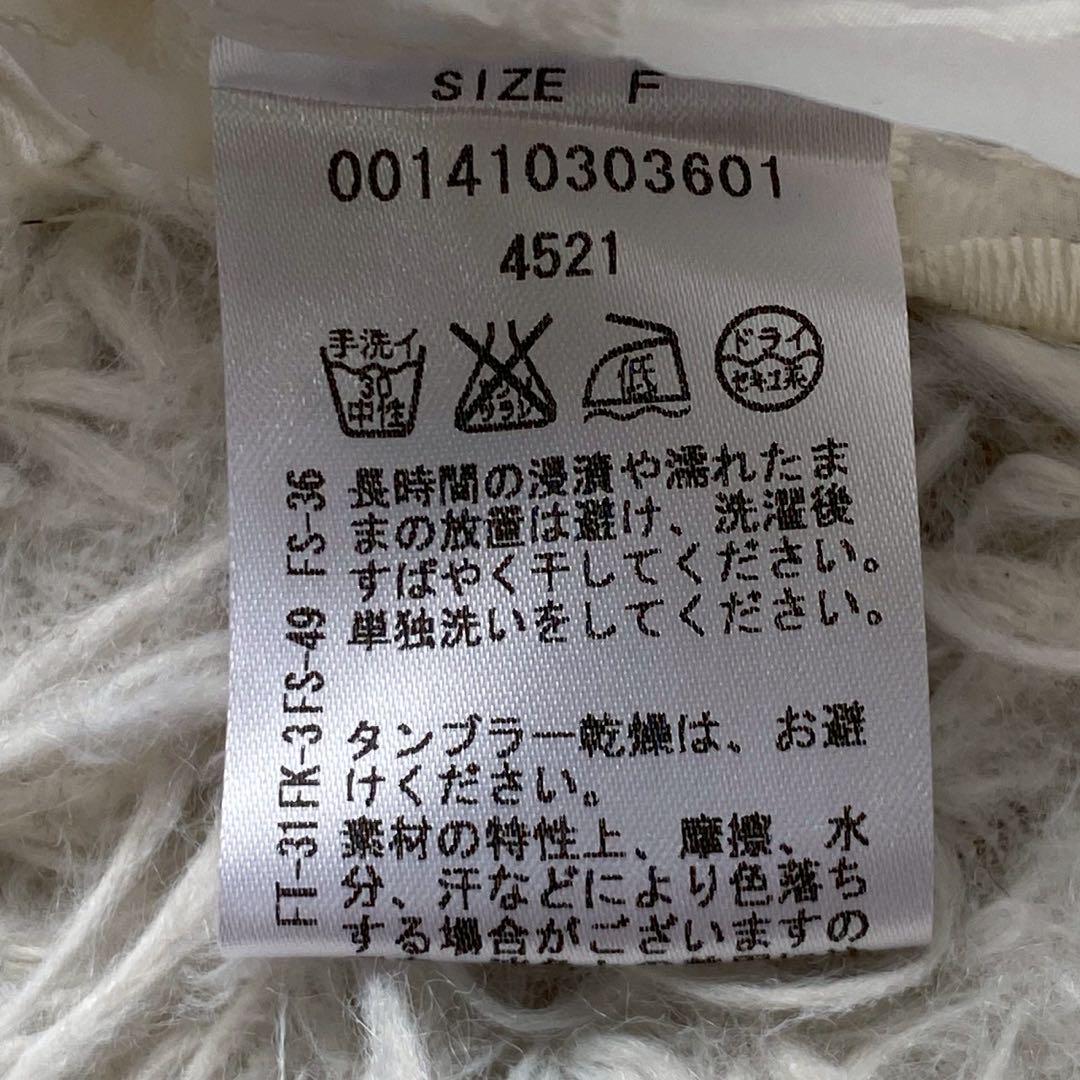 SIZE F
001410303601
4521
手洗イ
30
中性
エンソ
サラシ
低
ドライ
セキユ系
長時間の浸漬や濡れたま
まの放置は避け、洗濯後
すばやく干してください。
単独洗いをしてください。
タンブラー乾燥は、お避
けください。
素材の特性上、摩擦、水
分、汗などにより色落ち
する場合がございますの
FT-31FK-3FS-49 FS-36